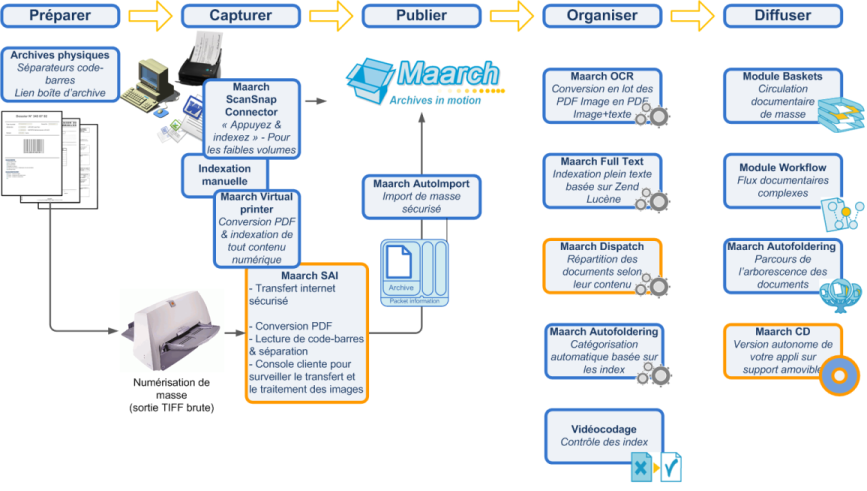 Préparer
Capturer
Publier
Organiser
Diffuser
Archives physiques
Séparateurs code-
barres
Lien boîte d'archive
Maarch
ScanSnap
Connector
« Appuyez &
indexez » - Pour
les faibles volumes
Indexation
manuelle
Maarch Virtual
printer
Conversion PDF
& indexation de
tout contenu
numérique
Numérisation de
masse
(sortie TIFF brute)
Maarch SAI
- Transfert internet
sécurisé
- Conversion PDF
- Lecture de code-barres
& séparation
- Console cliente pour
surveiller le transfert et
le traitement des images
Maarch
Archives in motion
Maarch AutoImport
Import de masse
sécurisé
Archive
Packet information
Maarch OCR
Conversion en lot des
PDF Image en PDF
Image+texte
Maarch Full Text
Indexation plein texte
basée sur Zend
Lucène
Maarch Dispatch
Répartition des
documents selon
leur contenu
Maarch Autofoldering
Catégorisation
automatique basée sur
les index
Vidéocodage
Contrôle des index
Module Baskets
Circulation
documentaire
de masse
Module Workflow
Flux documentaires
complexes
Maarch Autofoldering
Parcours de
l'arborescence des
documents
Maarch CD
Version autonome de
votre appli sur
support amovible